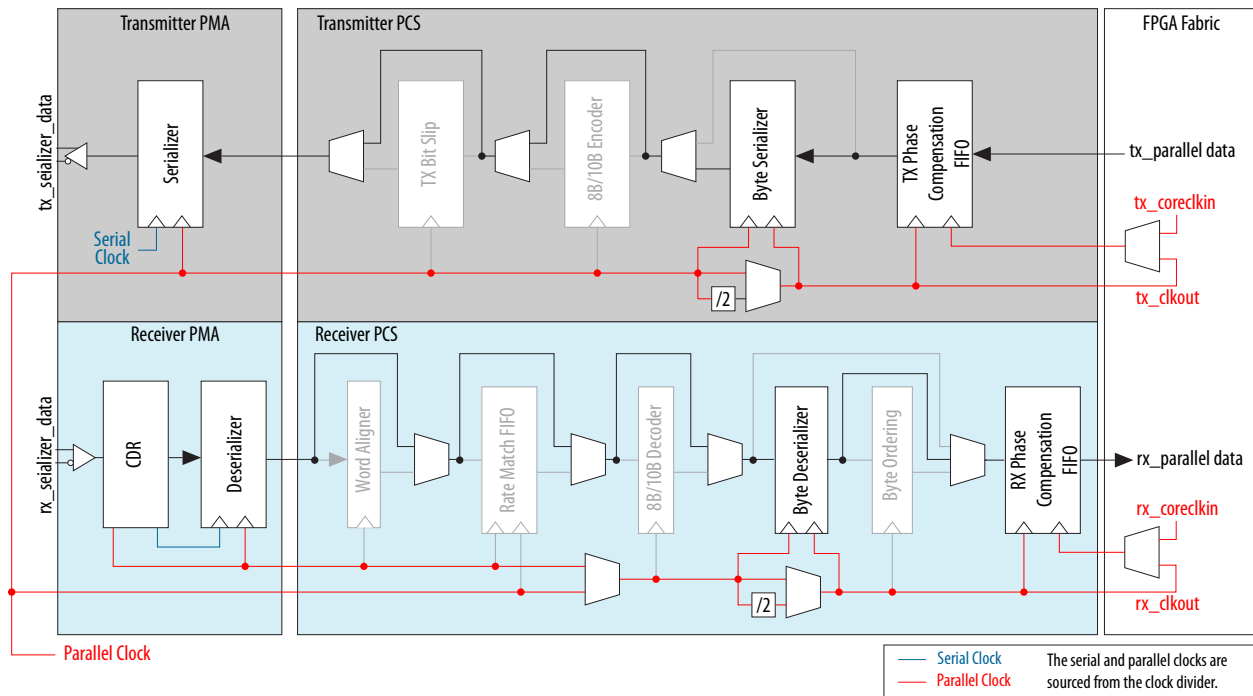 Transmitter PMA
Transmitter PCS
FPGA Fabric
tx_seializer_data
Serializer
TX Bit Slip
8B/10B Encoder
Byte Serializer
TX Phase
Compensation
FIFO
tx_parallel data
tx_coreclkin
Serial
Clock
/2
tx_clkout
Receiver PMA
Receiver PCS
rx_seializer_data
CDR
Deserializer
Word Aligner
Rate Match FIFO
8B/10B Decoder
Byte Deserializer
Byte Ordering
RX Phase
Compensation
FIFO
rx_parallel data
rx_coreclkin
/2
rx_clkout
Parallel Clock
Serial Clock
Parallel Clock
The serial and parallel clocks are
sourced from the clock divider.